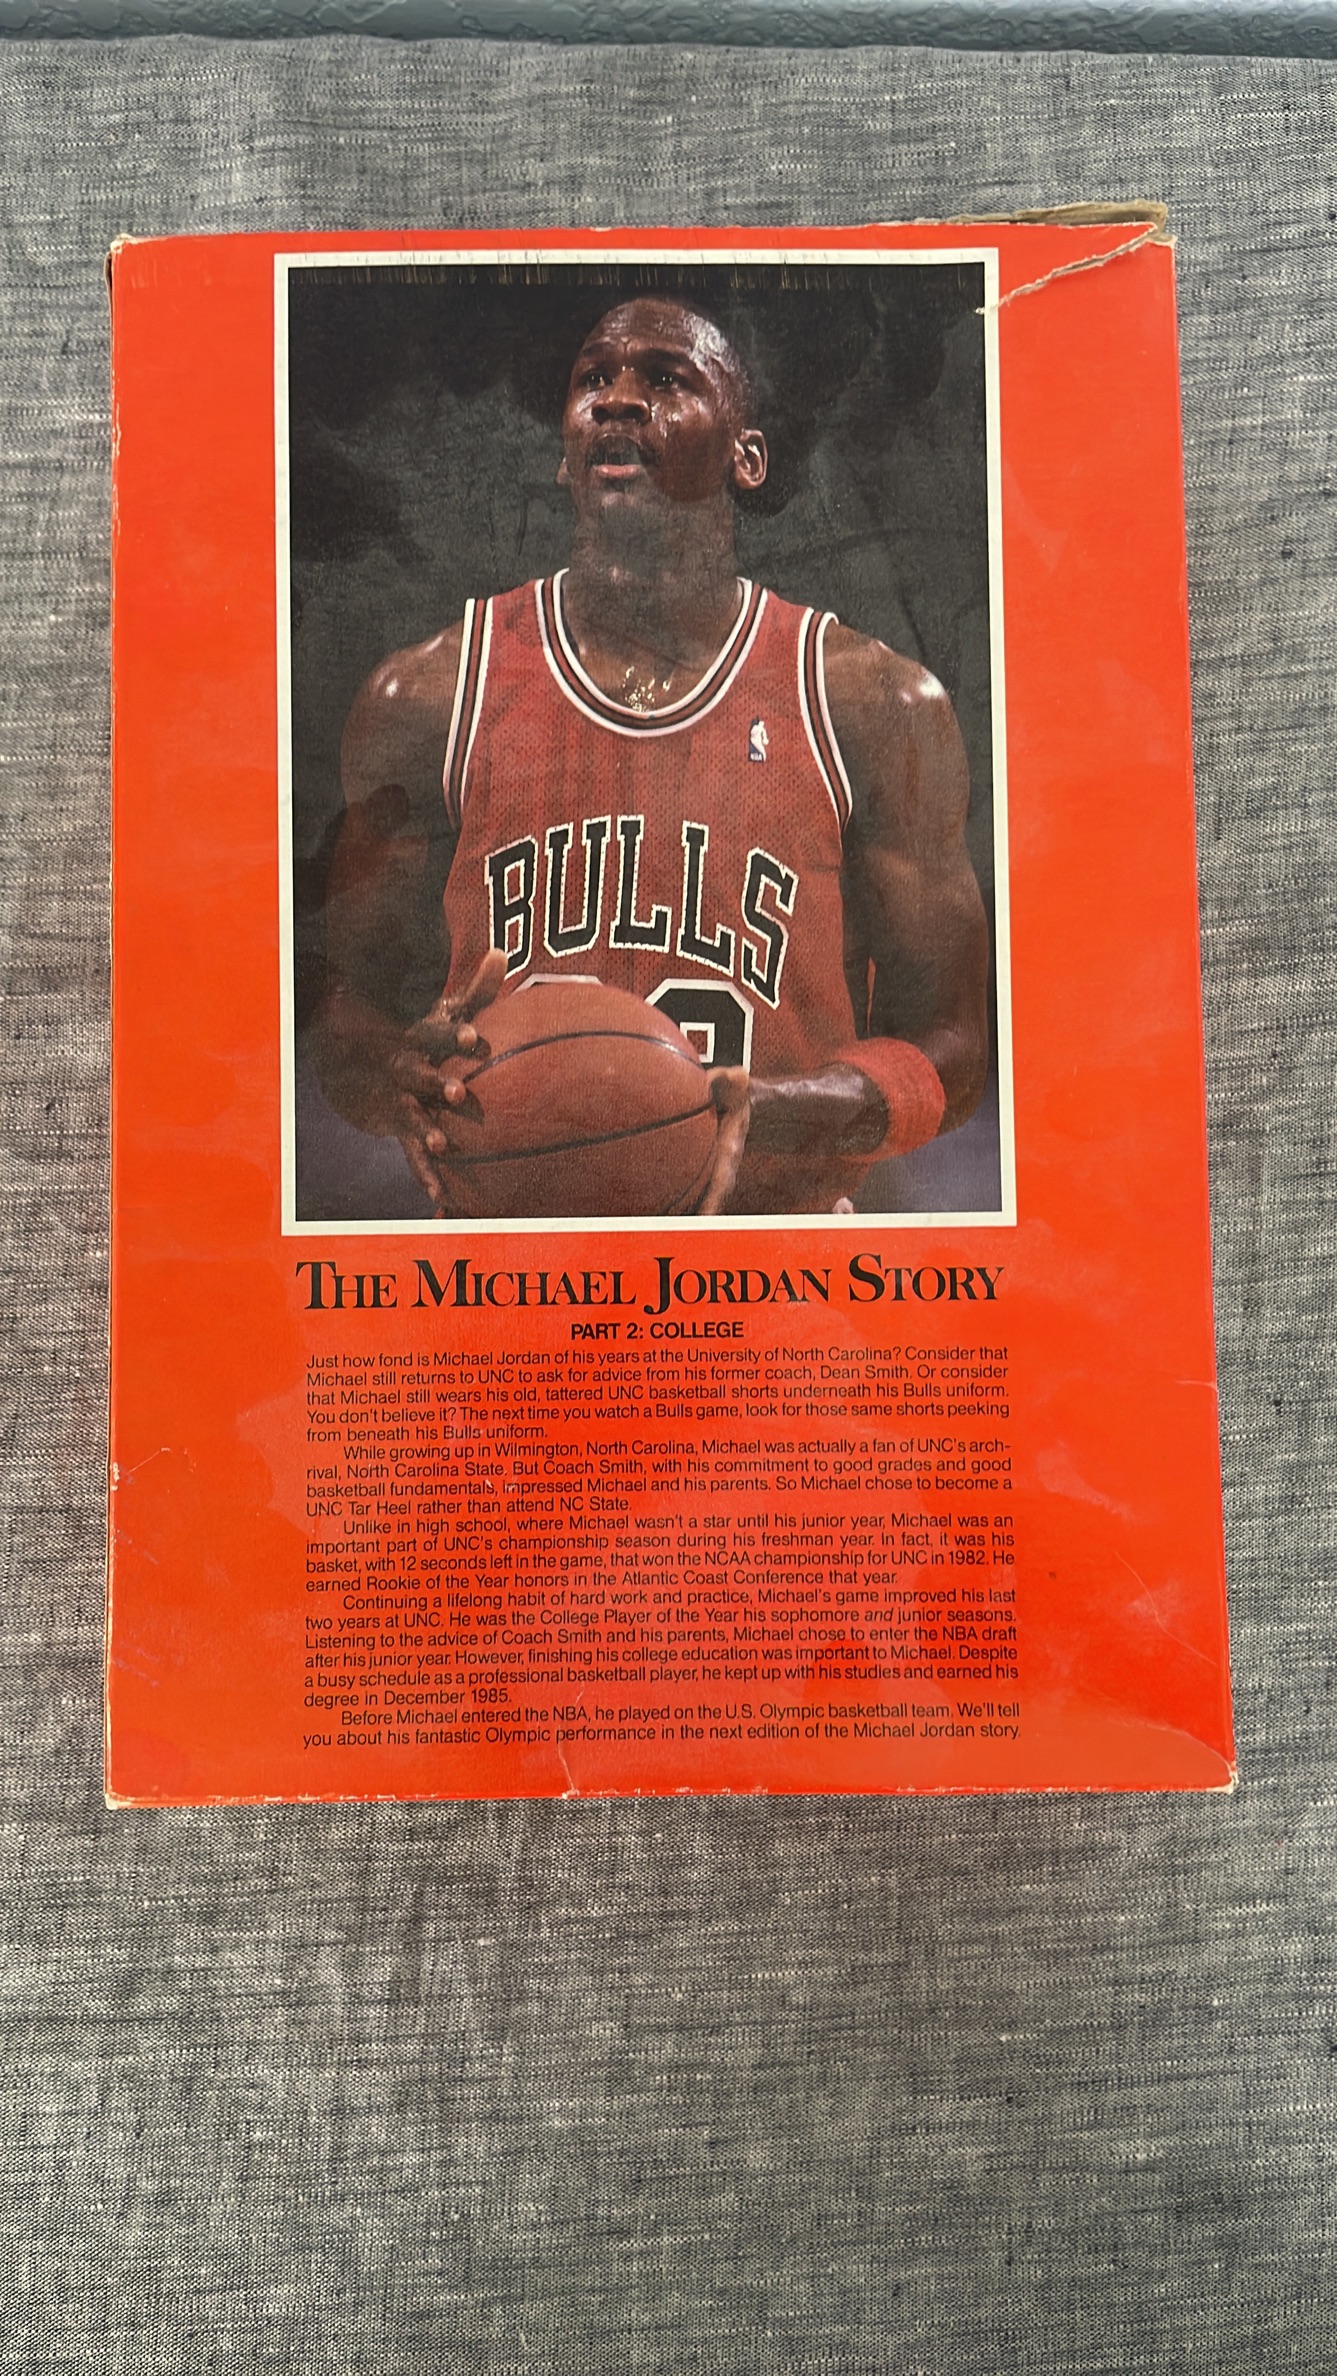 NBA
BULLS
THE MICHAEL JORDAN STORY
PART 2: COLLEGE
Just how fond is Michael Jordan of his years at the University of North Carolina? Consider that
Michael still returns to UNC to ask for advice from his former coach, Dean Smith. Or consider
that Michael still wears his old, tattered UNC basketball shorts underneath his Bulls uniform.
You don't believe it? The next time you watch a Bulls game, look for those same shorts peeking
from beneath his Bulls uniform.
While growing up in Wilmington, North Carolina, Michael was actually a fan of UNC's arch-
rival, North Carolina State. But Coach Smith, with his commitment to good grades and good
basketball fundamentals, impressed Michael and his parents. So Michael chose to become a
UNC Tar Heel rather than attend NC State.
Unlike in high school, where Michael wasn't a star until his junior year, Michael was an
important part of UNC's championship season during his freshman year. In fact, it was his
basket, with 12 seconds left in the game, that won the NCAA championship for UNC in 1982. He
earned Rookie of the Year honors in the Atlantic Coast Conference that year.
Continuing a lifelong habit of hard work and practice, Michael's game improved his last
two years at UNC. He was the College Player of the Year his sophomore and junior seasons.
Listening to the advice of Coach Smith and his parents, Michael chose to enter the NBA draft
after his junior year. However, finishing his college education was important to Michael. Despite
a busy schedule as a professional basketball player, he kept up with his studies and earned his
degree in December 1985.
Before Michael entered the NBA, he played on the U.S. Olympic basketball team. We'll tell
you about his fantastic Olympic performance in the next edition of the Michael Jordan story.